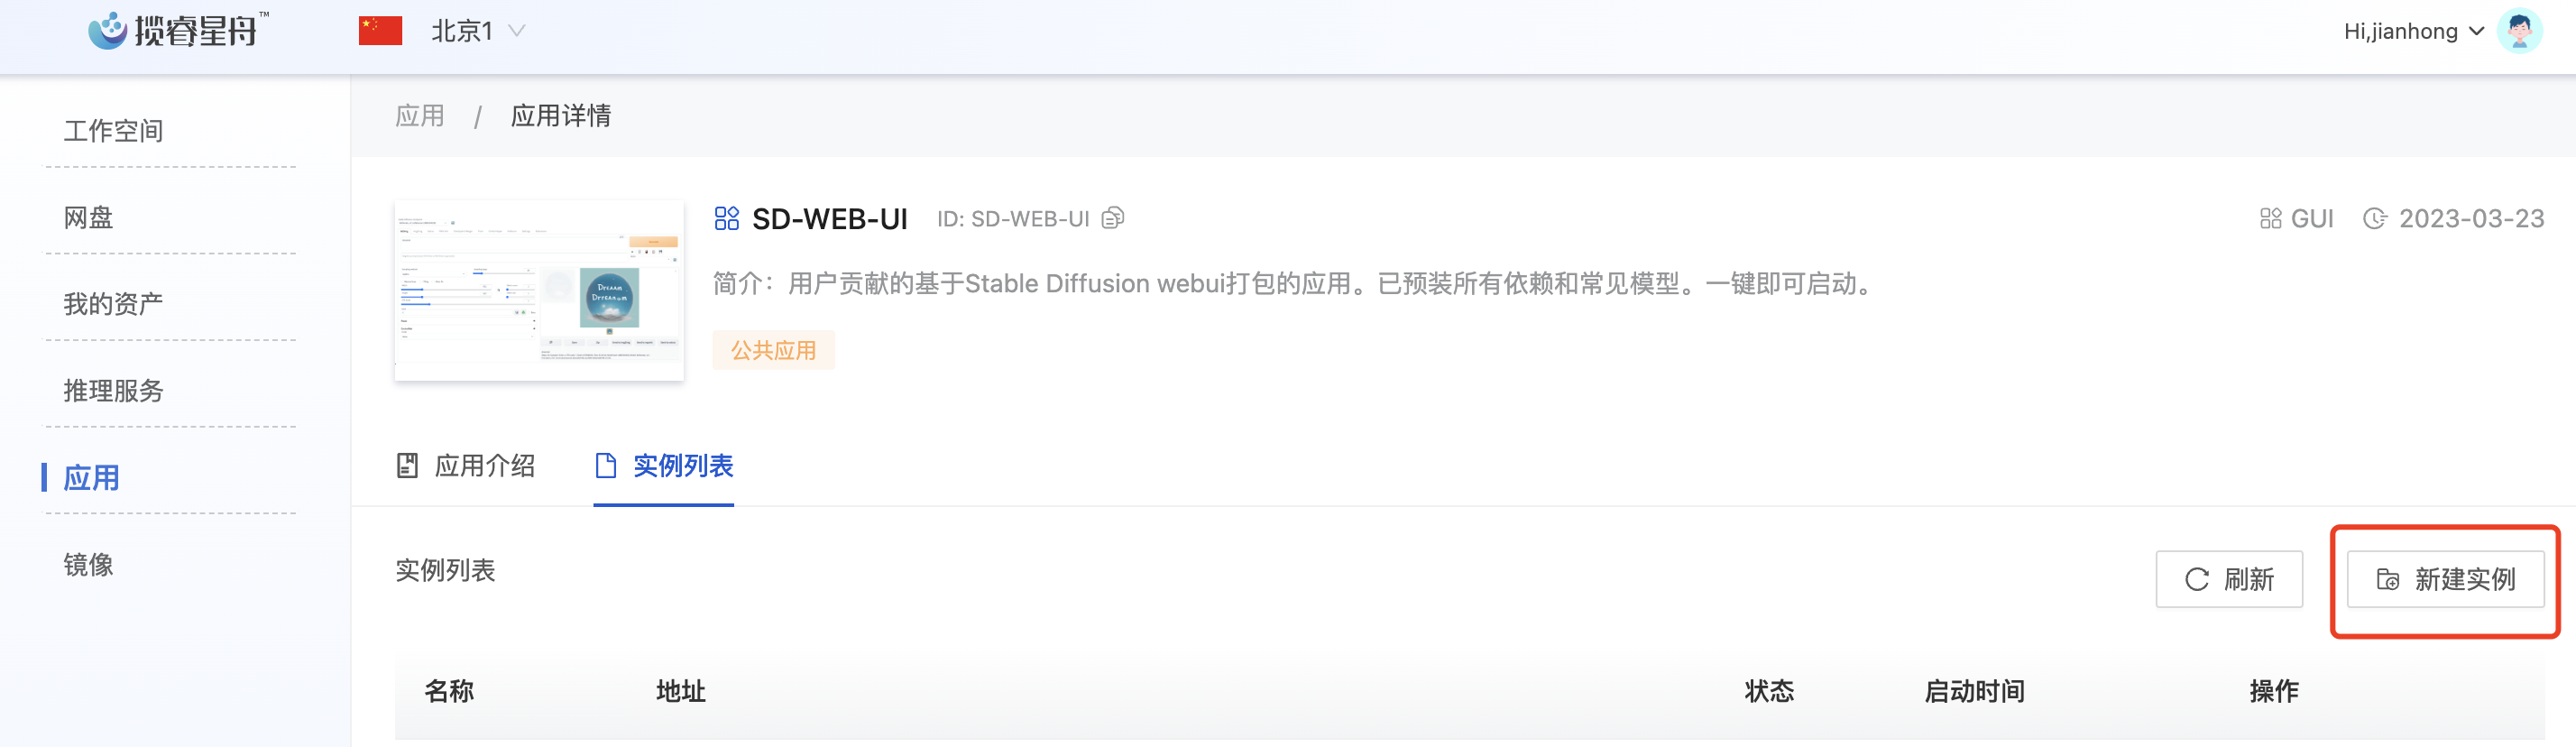 揽睿星舟™
北京1
Hi,jianhong
工作空间
网盘
我的资产
推理服务
应用
镜像
应用 / 应用详情
SD-WEB-UI ID: SD-WEB-UI
GUI 2023-03-23
简介：用户贡献的基于Stable Diffusion webui打包的应用。已预装所有依赖和常见模型。一键即可启动。
公共应用
Dream
应用介绍 实例列表
实例列表
刷新 新建实例
名称 地址 状态 启动时间 操作